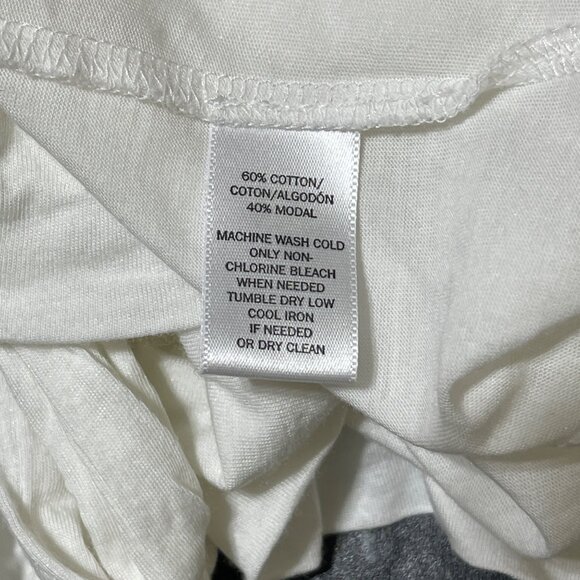 60% COTTON/
COTON/ALGODÓN
40% MODAL
MACHINE WASH COLD
ONLY NON-
CHLORINE BLEACH
WHEN NEEDED
TUMBLE DRY LOW
COOL IRON
IF NEEDED
OR DRY CLEAN